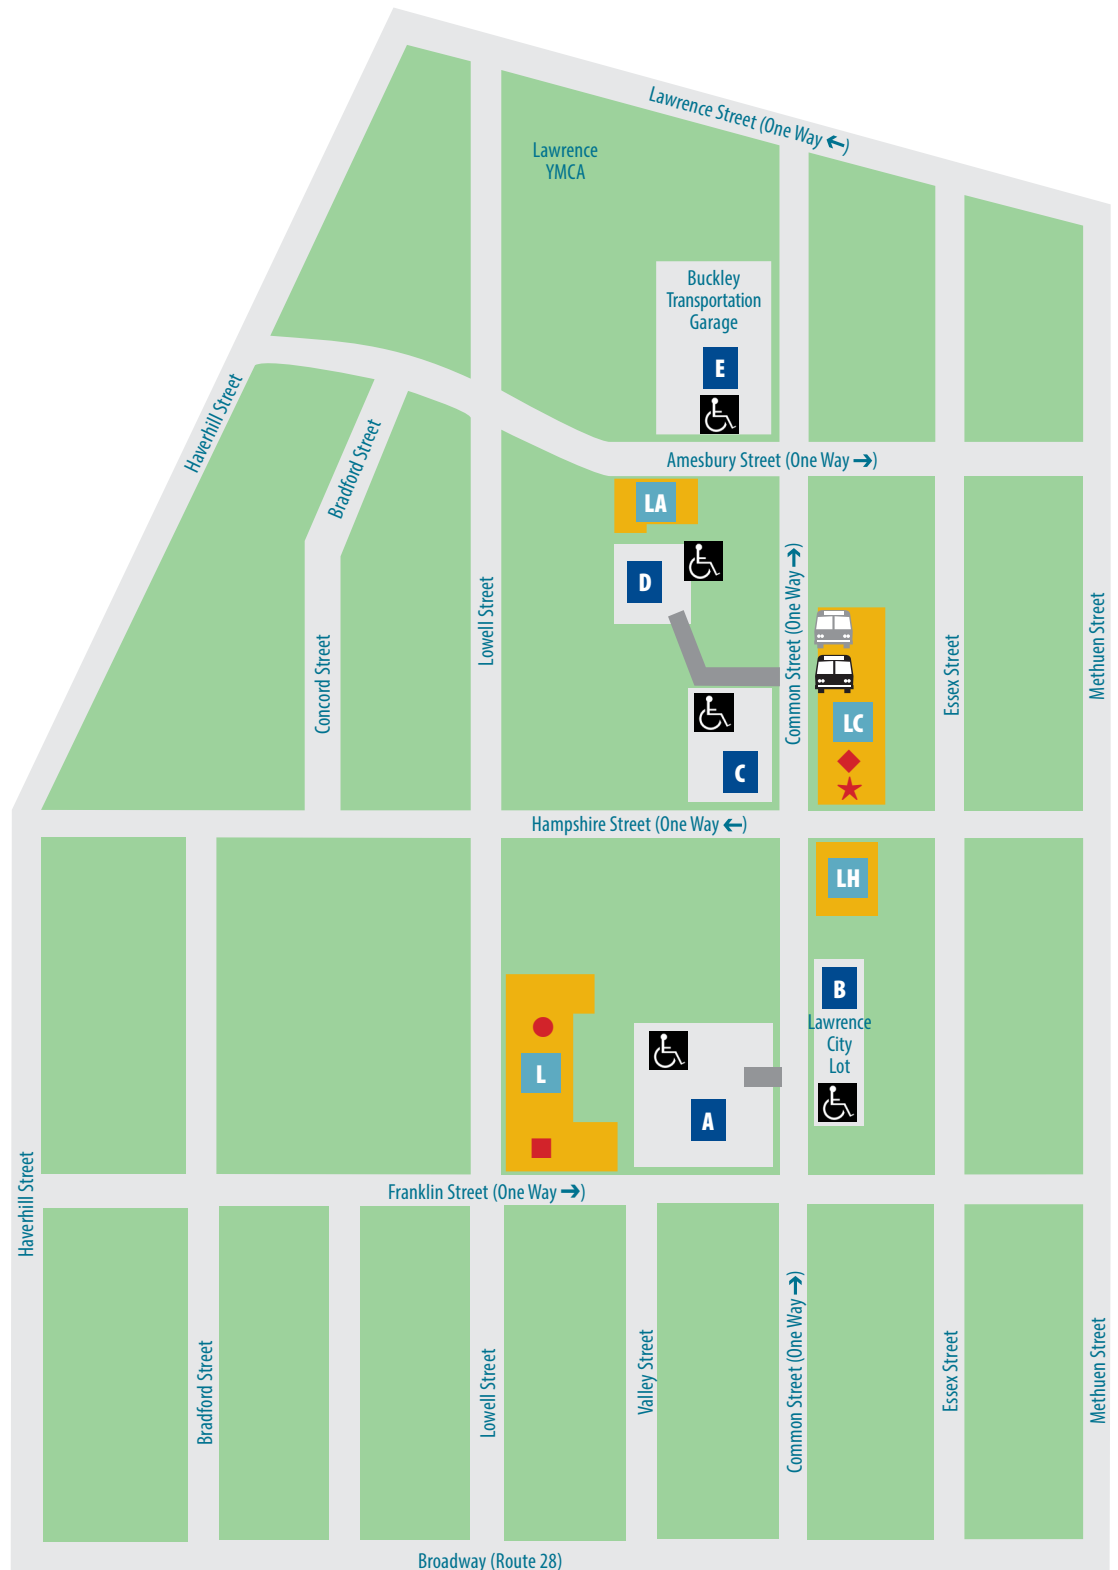 Lawrence Street (One Way ←)
Lawrence
YMCA
Buckley
Transportation
Garage
E
Haverhill Street
Bradford Street
Amesbury Street (One Way →)
LA
D
Lowell Street
Concord Street
Common Street (One Way →)
Essex Street
Methuen Street
LC
C
Hampshire Street (One Way ←)
LH
B
Lawrence
City
Lot
L
A
Haverhill Street
Franklin Street (One Way →)
Bradford Street
Lowell Street
Valley Street
Common Street (One Way →)
Essex Street
Methuen Street
Broadway (Route 28)